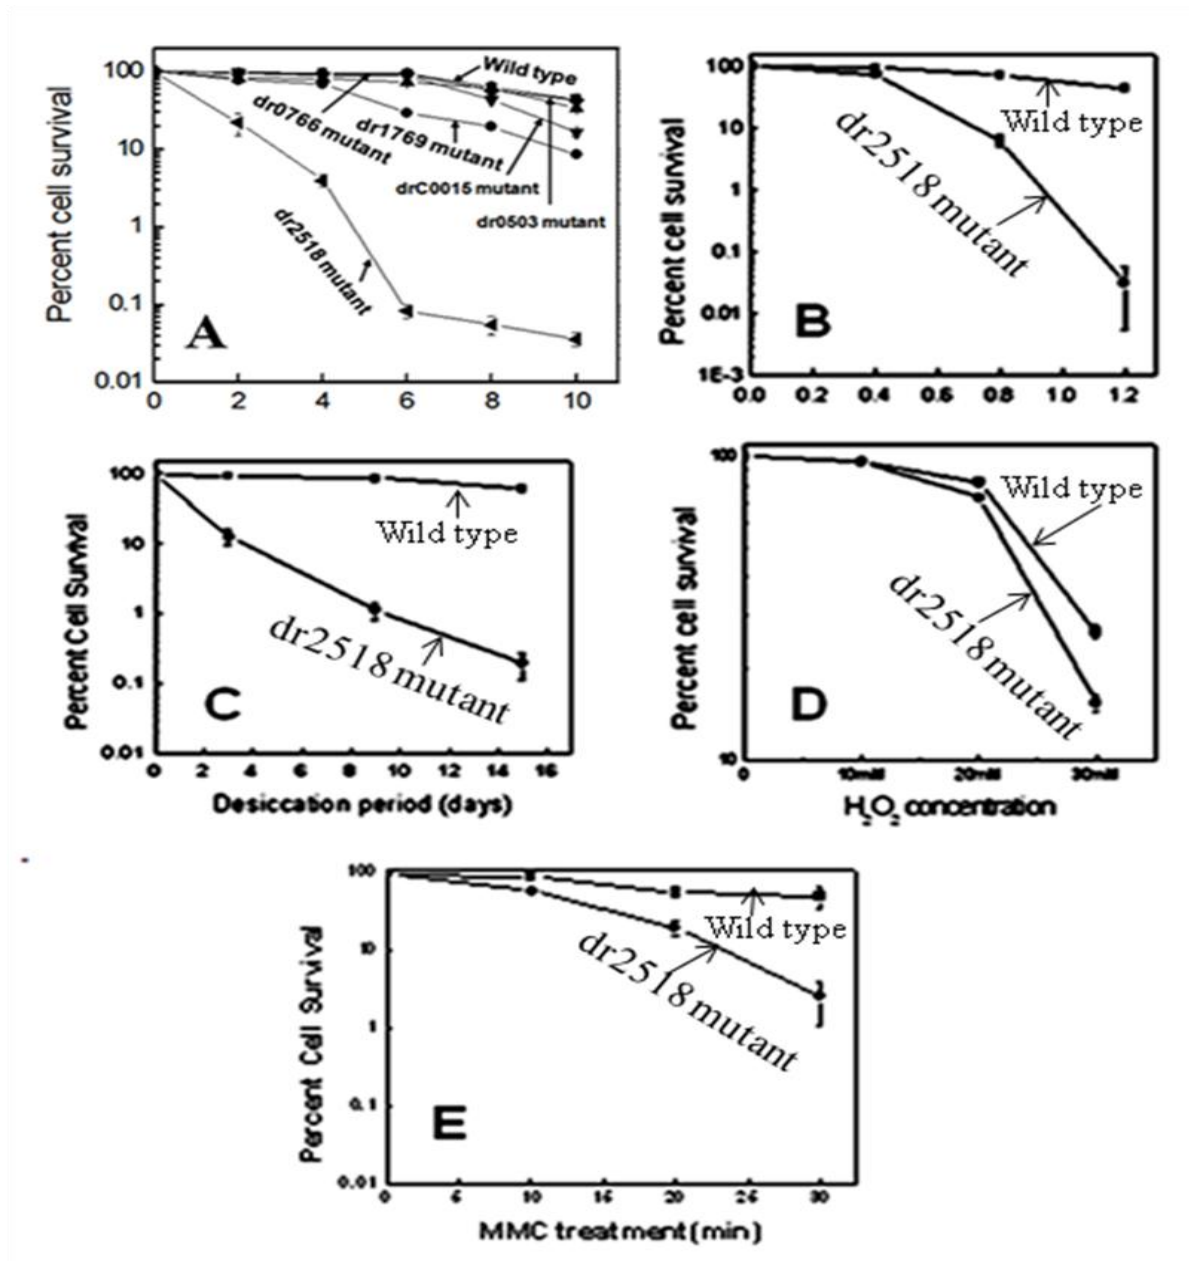 Percent cell survival
100
10
1
0.1
0.01
0 2 4 6 8 10
Wild type
dr0766 mutant
dr1769 mutant
drC0015 mutant
dr0503 mutant
dr2518 mutant
A
Percent cell survival
100
10
1
0.1
0.01
1E-3
0.0 0.2 0.4 0.6 0.8 1.0 1.2
Wild type
dr2518 mutant
B
Percent Cell Survival
100
10
1
0.1
0.01
0 2 4 6 8 10 12 14 16
Wild type
dr2518 mutant
C
Desiccation period (days)
Percent cell survival
100
10
0 10mM 20mM 30mM
Wild type
dr2518 mutant
D
H2O2 concentration
Percent Cell Survival
100
10
1
0.1
0.01
0 5 10 15 20 25 30
Wild type
dr2518 mutant
E
MMC treatment (min)